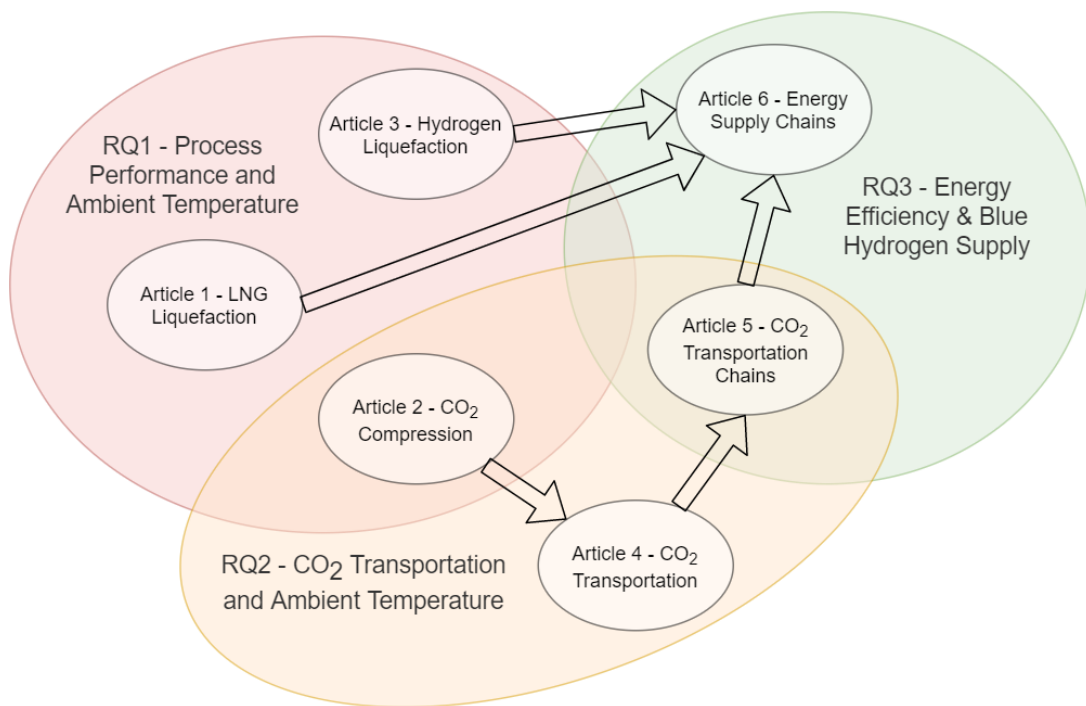 Article 3 - Hydrogen
Liquefaction
Article 6 - Energy
Supply Chains
RQ1 - Process
Performance and
Ambient Temperature
RQ3 - Energy
Efficiency & Blue
Hydrogen Supply
Article 1 - LNG
Liquefaction
Article 5 - CO₂
Transportation
Chains
Article 2 - CO₂
Compression
Article 4 - CO₂
Transportation
RQ2 - CO₂ Transportation
and Ambient Temperature